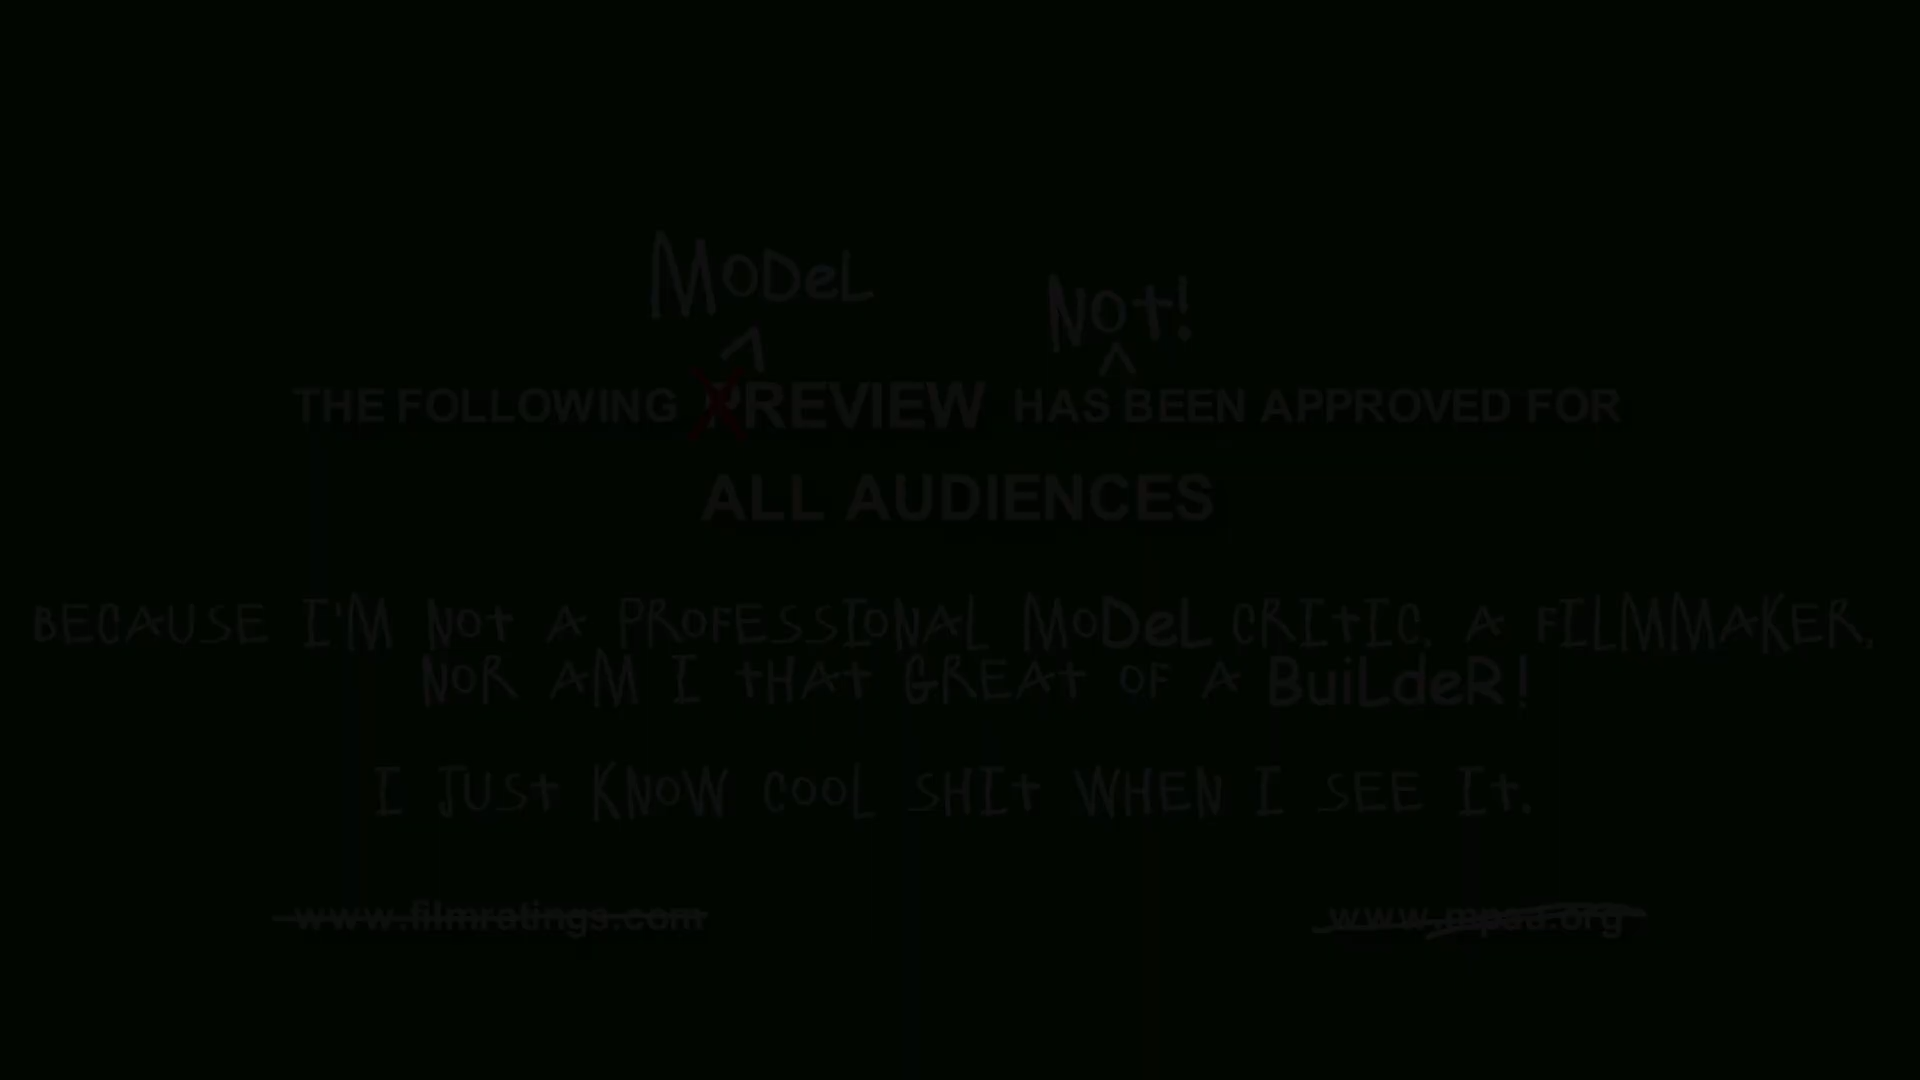 MoDeL
Not!
THE FOLLOWING PREVIEW HAS BEEN APPROVED FOR
ALL AUDIENCES
BECAUSE I'M NOt A PROFESSIONAL MoDeL CRItIC, A FILMMAKER,
NOR AM I tHAt GREAt OF A BuiLdeR!
I JUSt KNOW COOL SHIt WHEN I SEE It.
www.filmratings.com
www.mpaa.org